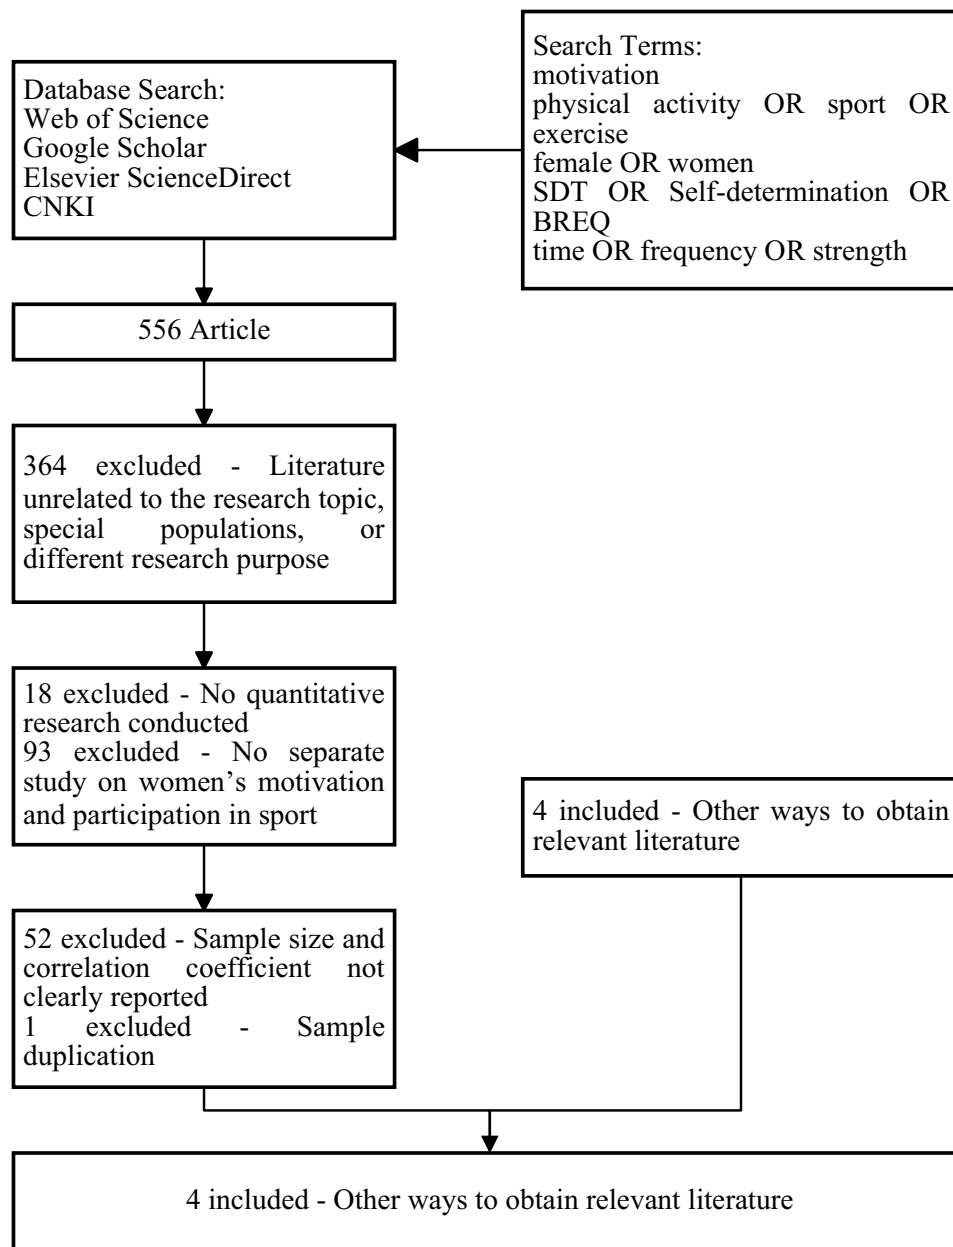 Database Search:
Web of Science
Google Scholar
Elsevier ScienceDirect
CNKI
Search Terms:
motivation
physical activity OR sport OR
exercise
female OR women
SDT OR Self-determination OR
BREQ
time OR frequency OR strength
556 Article
364 excluded - Literature
unrelated to the research topic,
special populations, or
different research purpose
18 excluded - No quantitative
research conducted
93 excluded - No separate
study on women’s motivation
and participation in sport
4 included - Other ways to obtain
relevant literature
52 excluded - Sample size and
correlation coefficient not
clearly reported
1 excluded - Sample
duplication
4 included - Other ways to obtain relevant literature